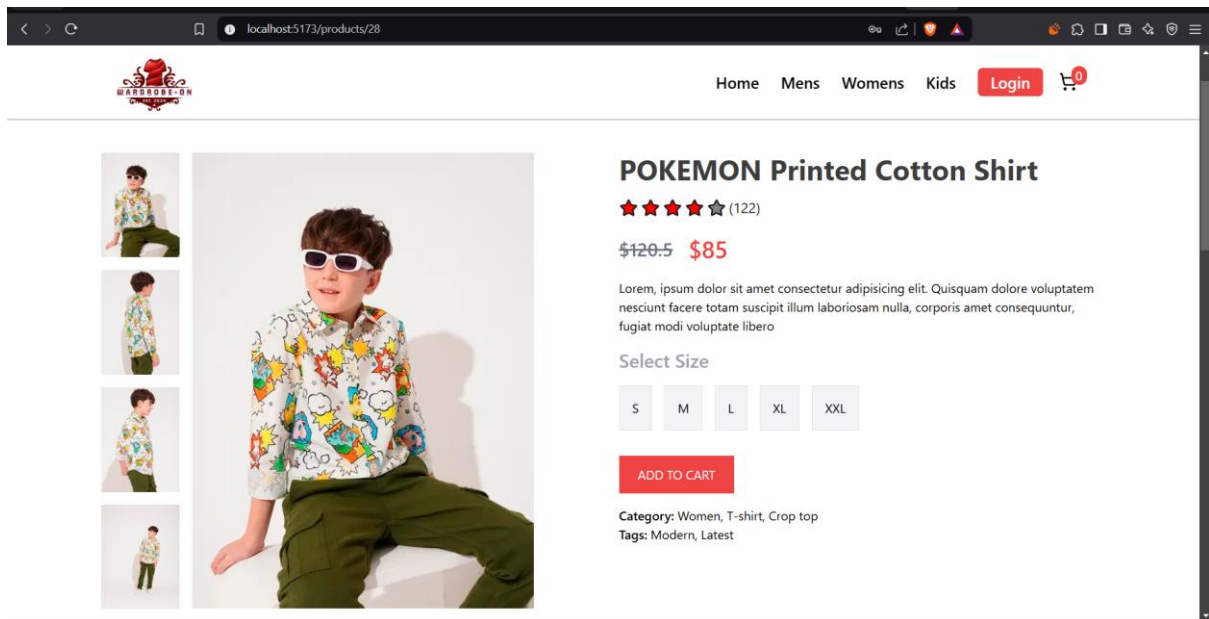 localhost:5173/products/28
WARDROBE-ON
EST. 2024
Home Mens Womens Kids Login 0
POKEMON Printed Cotton Shirt
(122)
$120.5 $85
Lorem, ipsum dolor sit amet consectetur adipisicing elit. Quisquam dolore voluptatem
nesciunt facere totam suscipit illum laboriosam nulla, corporis amet consequuntur,
fugiat modi voluptate libero
Select Size
S M L XL XXL
ADD TO CART
Category: Women, T-shirt, Crop top
Tags: Modern, Latest